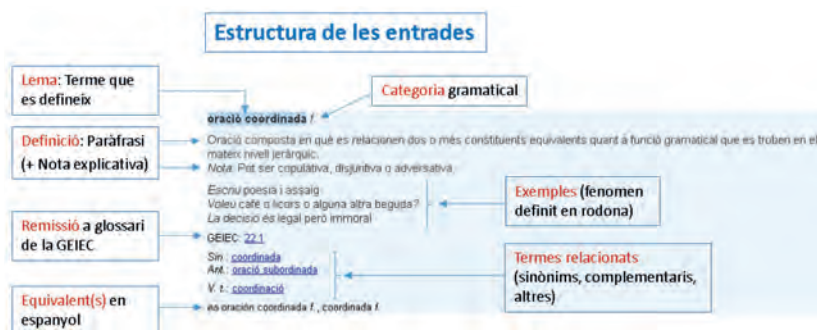 Estructura de les entrades
Lema: Terme que
es defineix
Categoria gramatical
oració coordinada f.
Definició: Paràfrasi
(+ Nota explicativa)
Oració composta en què es relacionen dos o més constituents equivalents quant a funció gramatical que es troben en el
mateix nivell jeràrquic.
Nota: Pot ser copulativa, disjuntiva o adversativa.
Escriu poesia i assaig
Voleu cafè o licors o alguna altra beguda?
La decisió és legal però immoral
Exemples (fenomen
definit en rodona)
Remissió a glossari
de la GEIEC
GEIEC: 22.1
Sin.: coordinada
Ant.: oració subordinada
V. t.: coordinació
Termes relacionats
(sinònims, complementaris,
altres)
Equivalent(s) en
espanyol
es oración coordinada f., coordinada f.